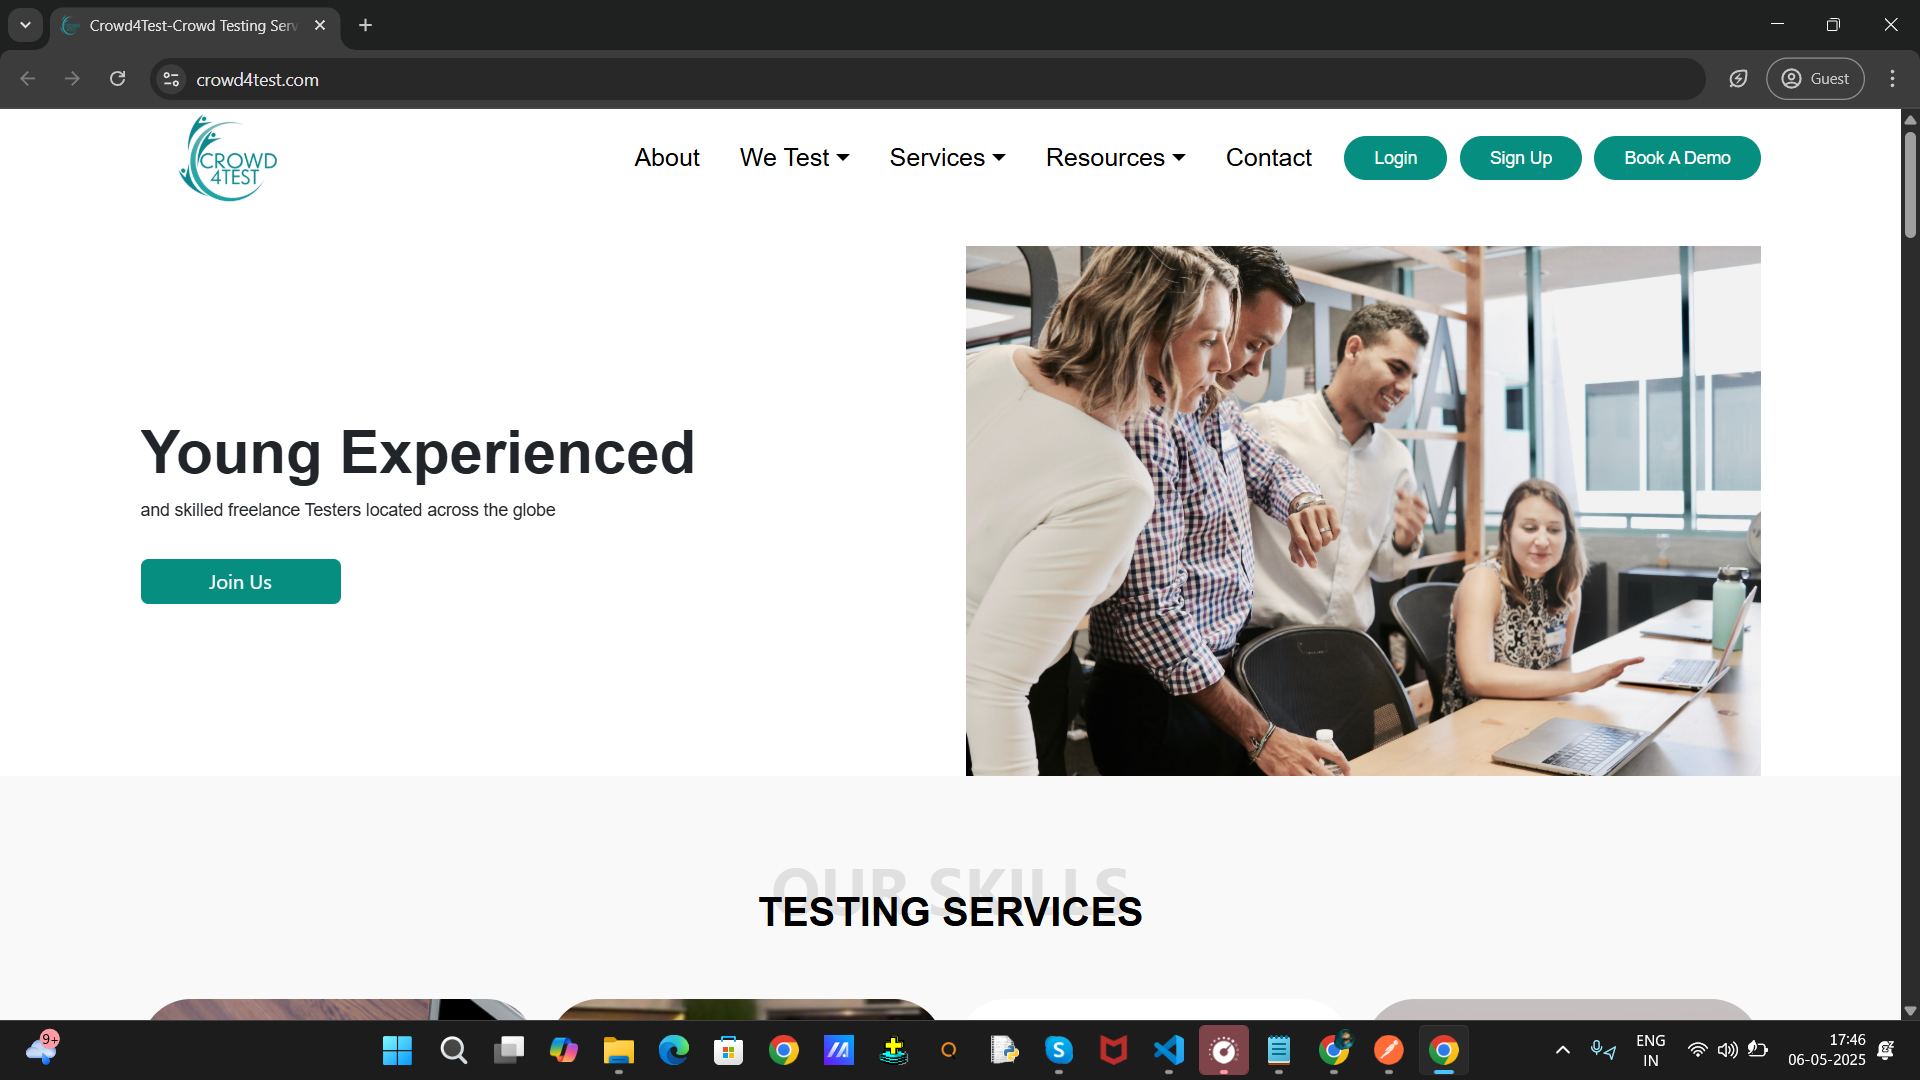 Crowd4Test-Crowd Testing Serv
crowd4test.com
Guest
CROWD
4TEST
About
We Test
Services
Resources
Contact
Login
Sign Up
Book A Demo
Young Experienced
and skilled freelance Testers located across the globe
Join Us
OUR SKILLS
TESTING SERVICES
9+
ENG
IN
17:46
06-05-2025